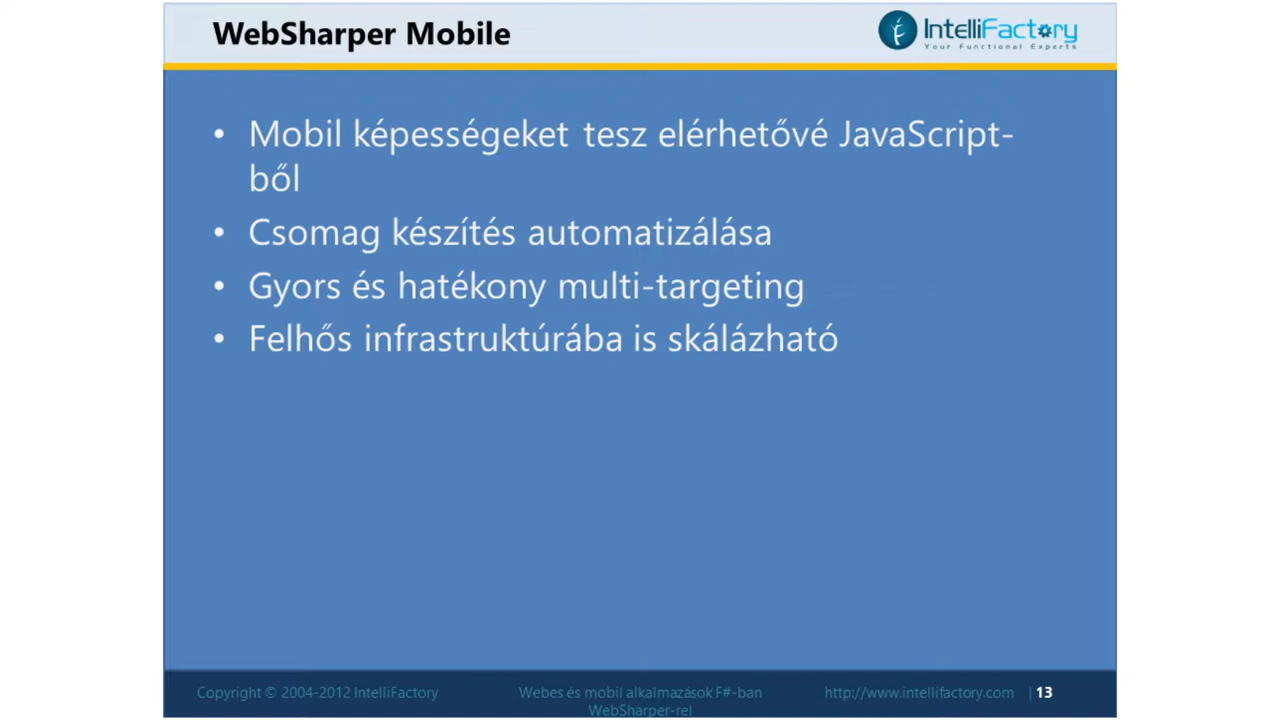 WebSharper Mobile
IntelliFactory
Your Functional Experts
• Mobil képességeket tesz elérhetővé JavaScript-
ből
• Csomag készítés automatizálása
• Gyors és hatékony multi-targeting
• Felhős infrastruktúrába is skálázható
Copyright © 2004-2012 IntelliFactory
Webes és mobil alkalmazások F#-ban
WebSharper-rel
http://www.intellifactory.com | 13